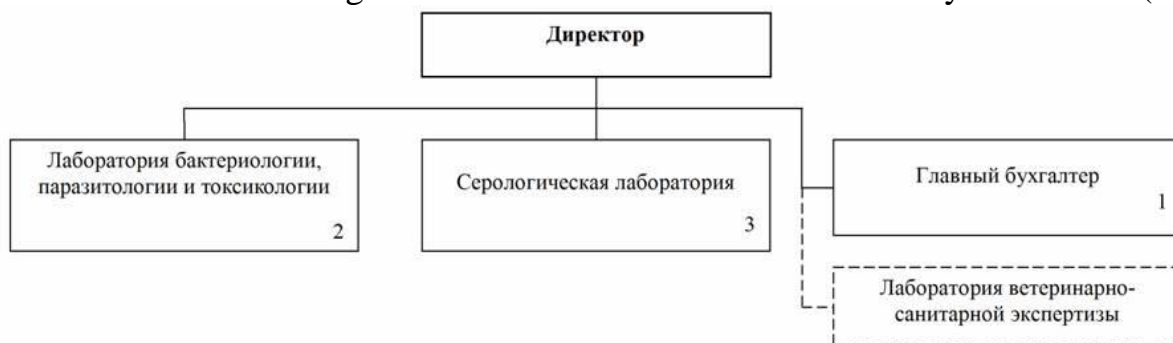 Директор
Лаборатория бактериологии,
паразитологии и токсикологии
2
Серологическая лаборатория
3
Главный бухгалтер
1
Лаборатория ветеринарно-
санитарной экспертизы